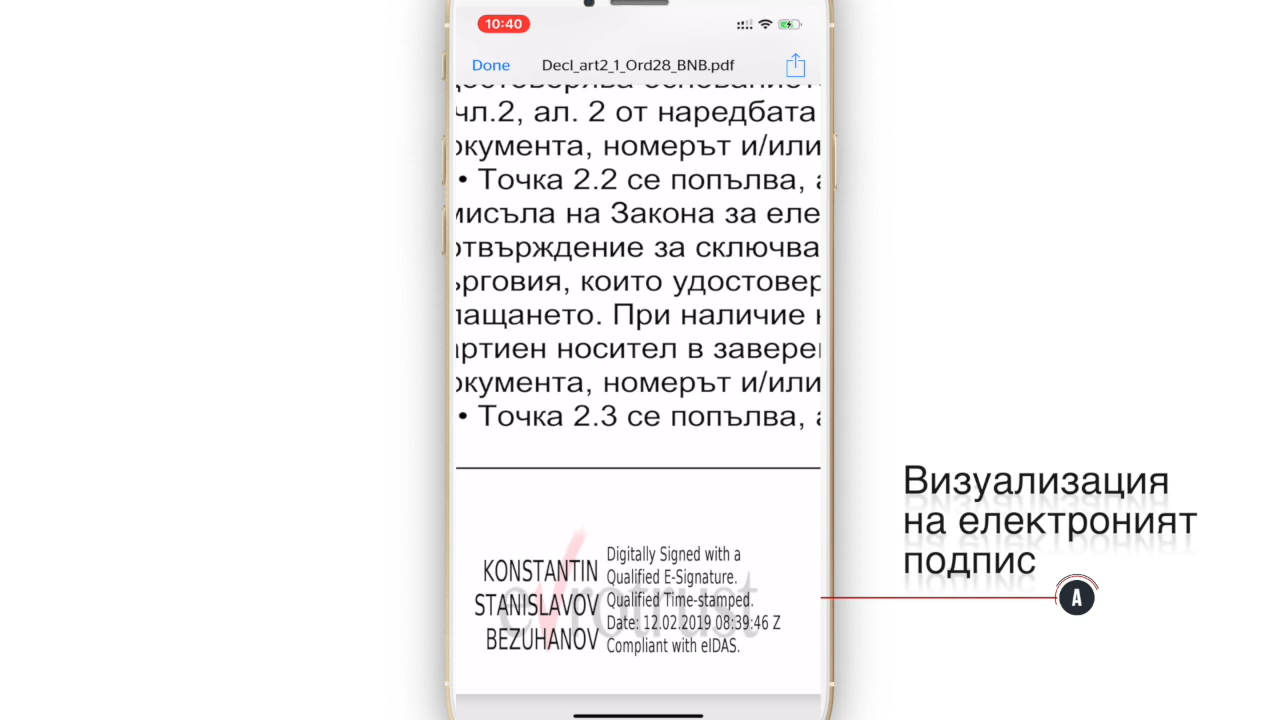 10:40
Done
Decl_art2_1_Ord28_BNB.pdf
чл.2, ал. 2 от наредбата
окумента, номерът и/или
• Точка 2.2 се попълва,
мисъла на Закона за еле
отвърждение за сключва
ърговия, които удостовер
лащането. При наличие
артиен носител в завере
окумента, номерът и/или
• Точка 2.3 се попълва,
KONSTANTIN
STANISLAVOV
BEZUHANOV
evrotrust
Digitally Signed with a
Qualified E-Signature.
Qualified Time-stamped.
Date: 12.02.2019 08:39:46 Z
Compliant with eIDAS.
Визуализация
на електроният
подпис
A